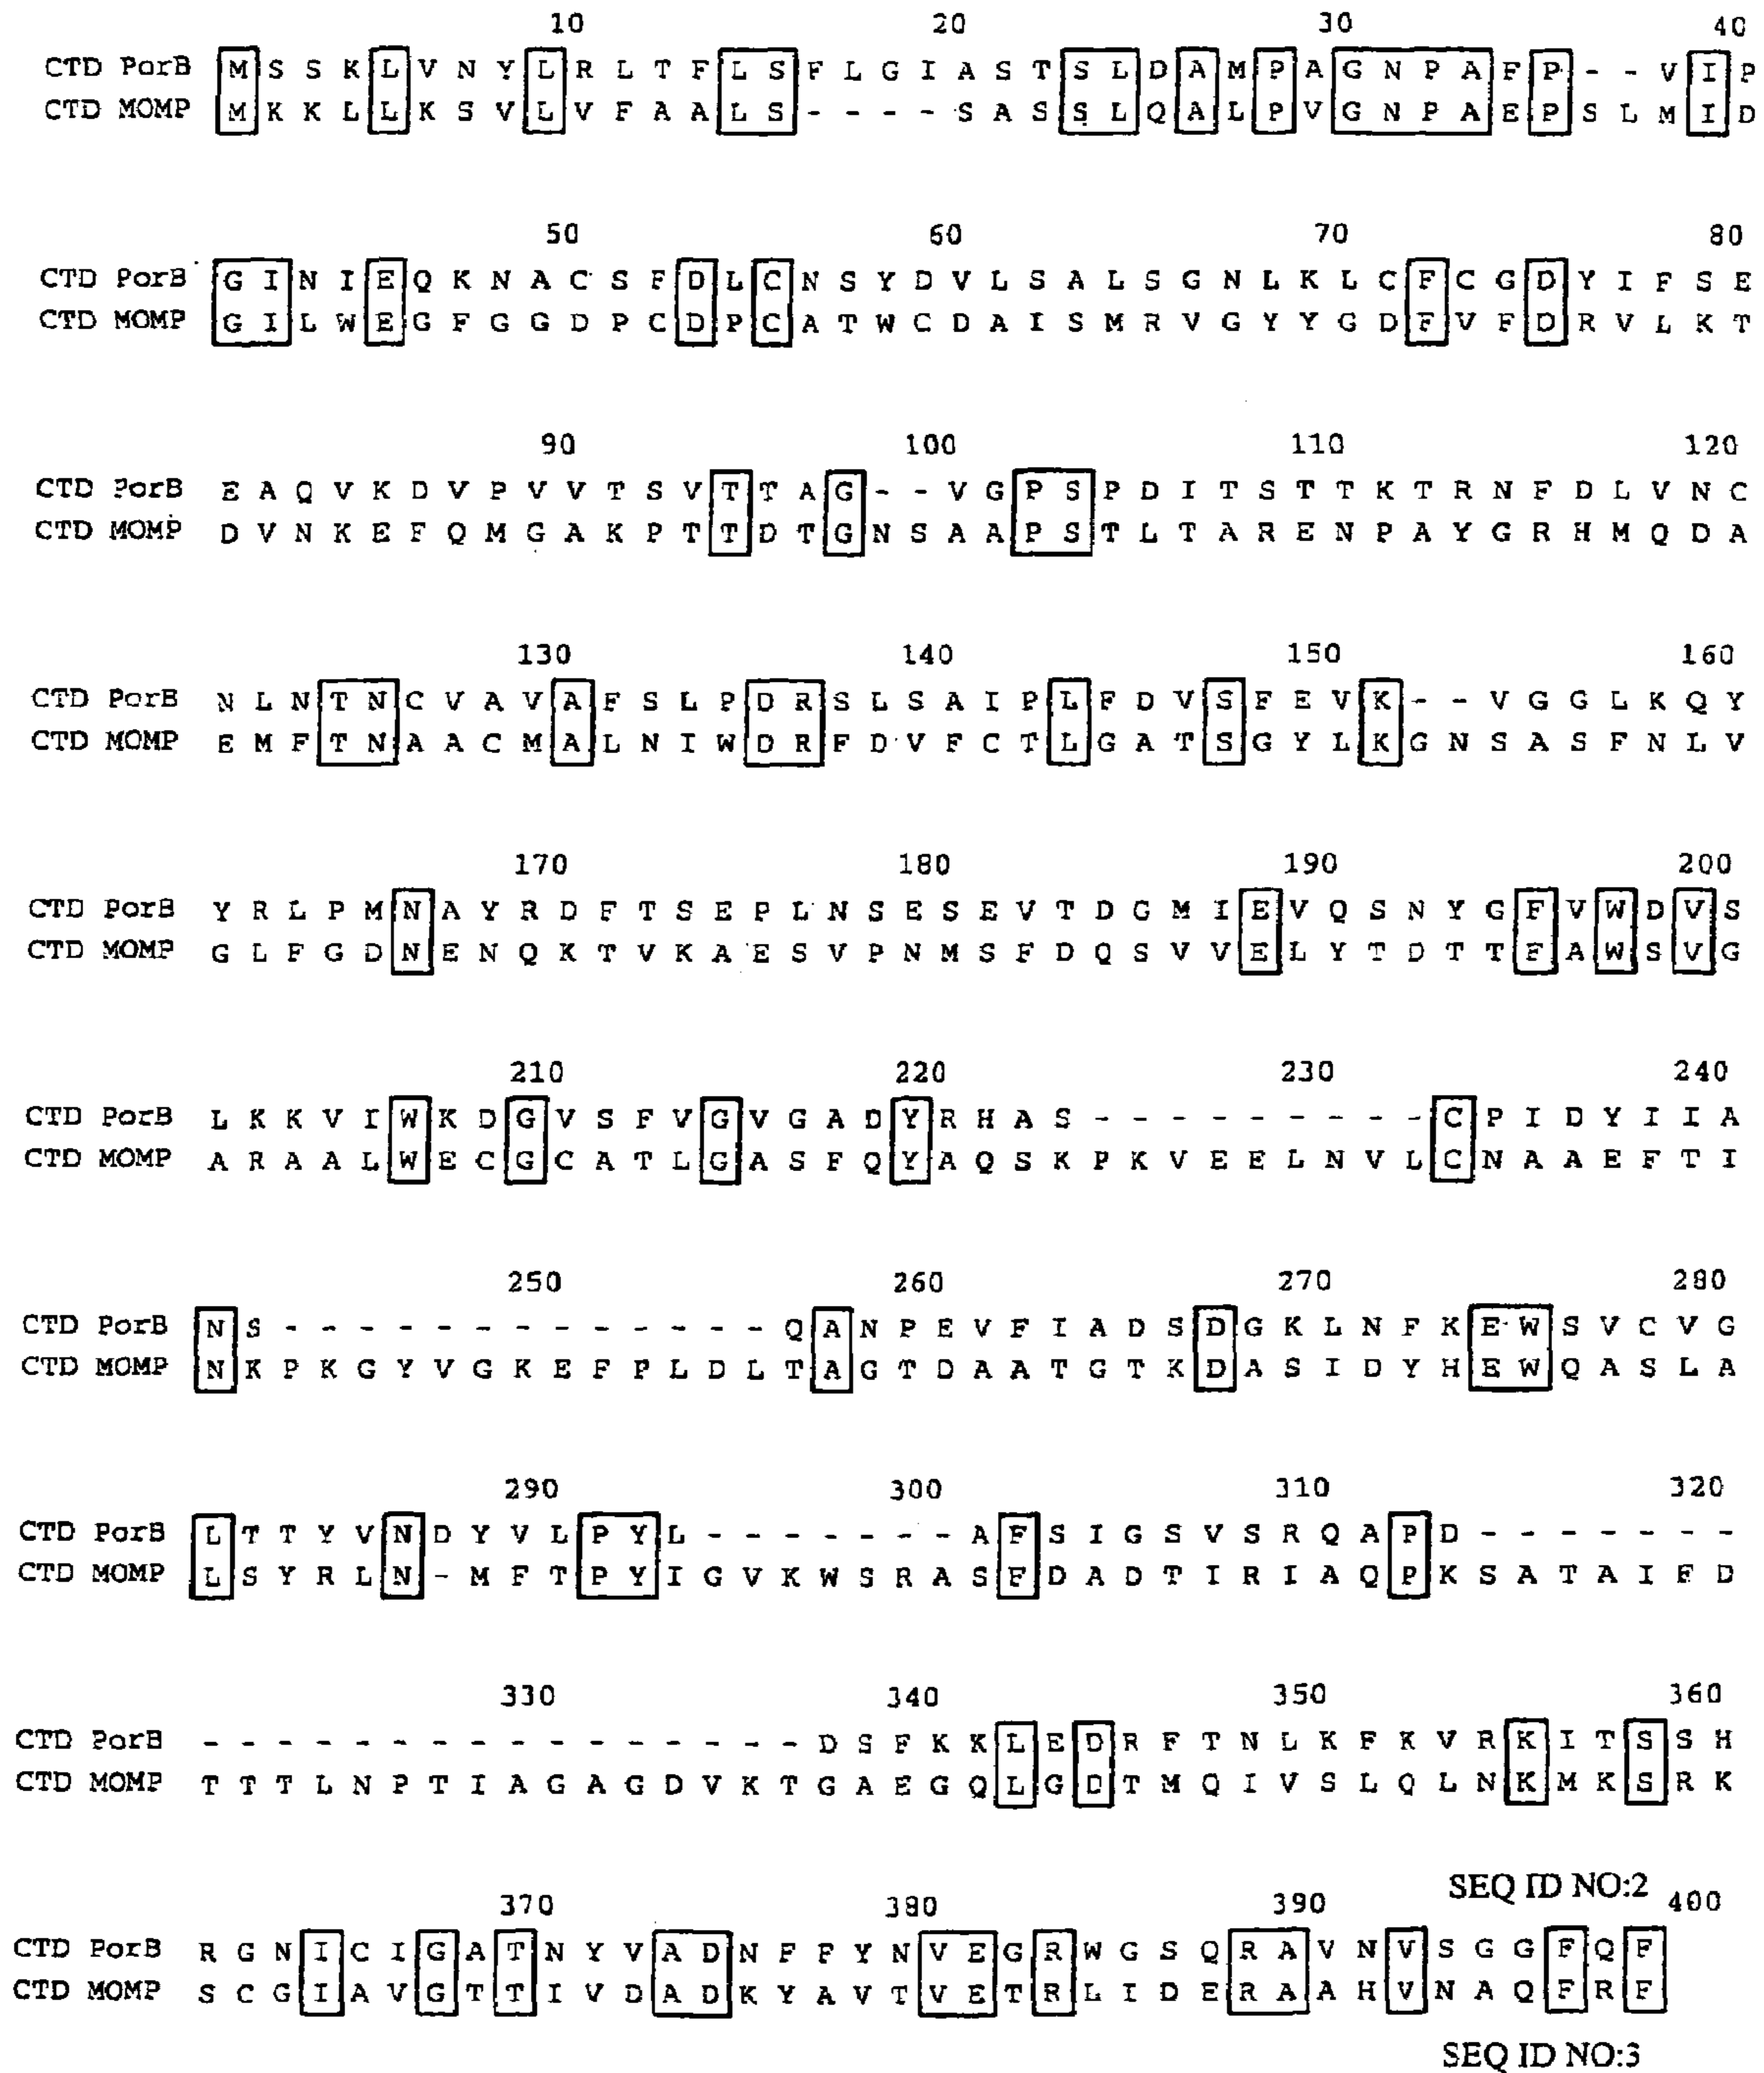 10 20 30 40
CTD PorB M S S K L V N Y L R L T F L S F L G I A S T S L D A M P A G N P A F P - - V I P
CTD MOMP M K K L L K S V L V F A A L S - - - - S A S S L Q A L P V G N P A E P S L M I D
50 60 70 80
CTD PorB G I N I E Q K N A C S F D L C N S Y D V L S A L S G N L K L C F C G D Y I F S E
CTD MOMP G I L W E G F G G D P C D P C A T W C D A I S M R V G Y Y G D F V F D R V L K T
90 100 110 120
CTD PorB E A Q V K D V P V V T S V T T A G - - V G P S P D I T S T T K T R N F D L V N C
CTD MOMP D V N K E F Q M G A K P T T D T G N S A A P S T L T A R E N P A Y G R H M Q D A
130 140 150 160
CTD PorB N L N T N C V A V A F S L P D R S L S A I P L F D V S F E V K - - V G G L K Q Y
CTD MOMP E M F T N A A C M A L N I W D R F D V F C T L G A T S G Y L K G N S A S F N L V
170 180 190 200
CTD PorB Y R L P M N A Y R D F T S E P L N S E S E V T D G M I E V Q S N Y G F V W D V S
CTD MOMP G L F G D N E N Q K T V K A E S V P N M S F D Q S V V E L Y T D T T F A W S V G
210 220 230 240
CTD PorB L K K V I W K D G V S F V G V G A D Y R H A S - - - - - - - - - C P I D Y I I A
CTD MOMP A R A A L W E C G C A T L G A S F Q Y A Q S K P K V E E L N V L C N A A E F T I
250 260 270 280
CTD PorB N S - - - - - - - - - - - - - Q A N P E V F I A D S D G K L N F K E W S V C V G
CTD MOMP N K P K G Y V G K E F P L D L T A G T D A A T G T K D A S I D Y H E W Q A S L A
290 300 310 320
CTD PorB L T T Y V N D Y V L P Y L - - - - - - - A F S I G S V S R Q A P D - - - - - - -
CTD MOMP L S Y R L N - M F T P Y I G V K W S R A S F D A D T I R I A Q P K S A T A I F D
330 340 350 360
CTD PorB - - - - - - - - - - - - - - - - D S F K K L E D R F T N L K F K V R K I T S S H
CTD MOMP T T T L N P T I A G A G D V K T G A E G Q L G D T M Q I V S L Q L N K M K S R K
SEQ ID NO:2
370 380 390 400
CTD PorB R G N I C I G A T N Y V A D N F F Y N V E G R W G S Q R A V N V S G G F Q F
CTD MOMP S C G I A V G T T I V D A D K Y A V T V E T R L I D E R A A H V N A Q F R F
SEQ ID NO:3